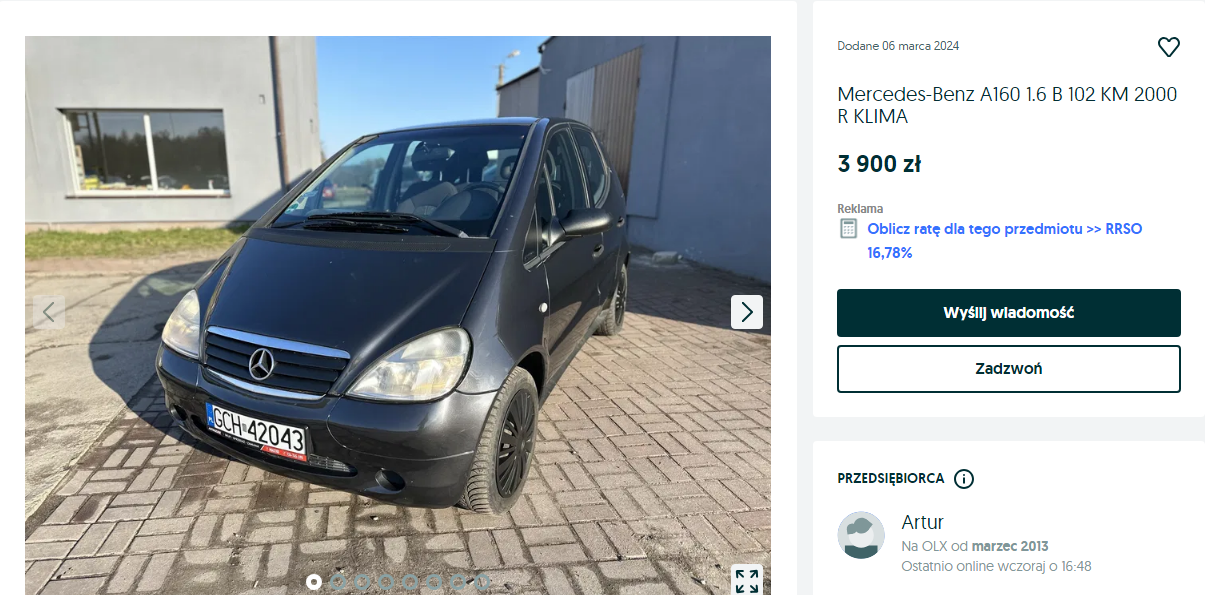 Dodane 06 marca 2024
Mercedes-Benz A160 1.6 B 102 KM 2000
R KLIMA
3 900 zł
Reklama
Oblicz ratę dla tego przedmiotu >> RRSO
16,78%
Wyślij wiadomość
Zadzwoń
GCH 42043
PRZEDSIĘBIORCA
Artur
Na OLX od marzec 2013
Ostatnio online wczoraj o 16:48